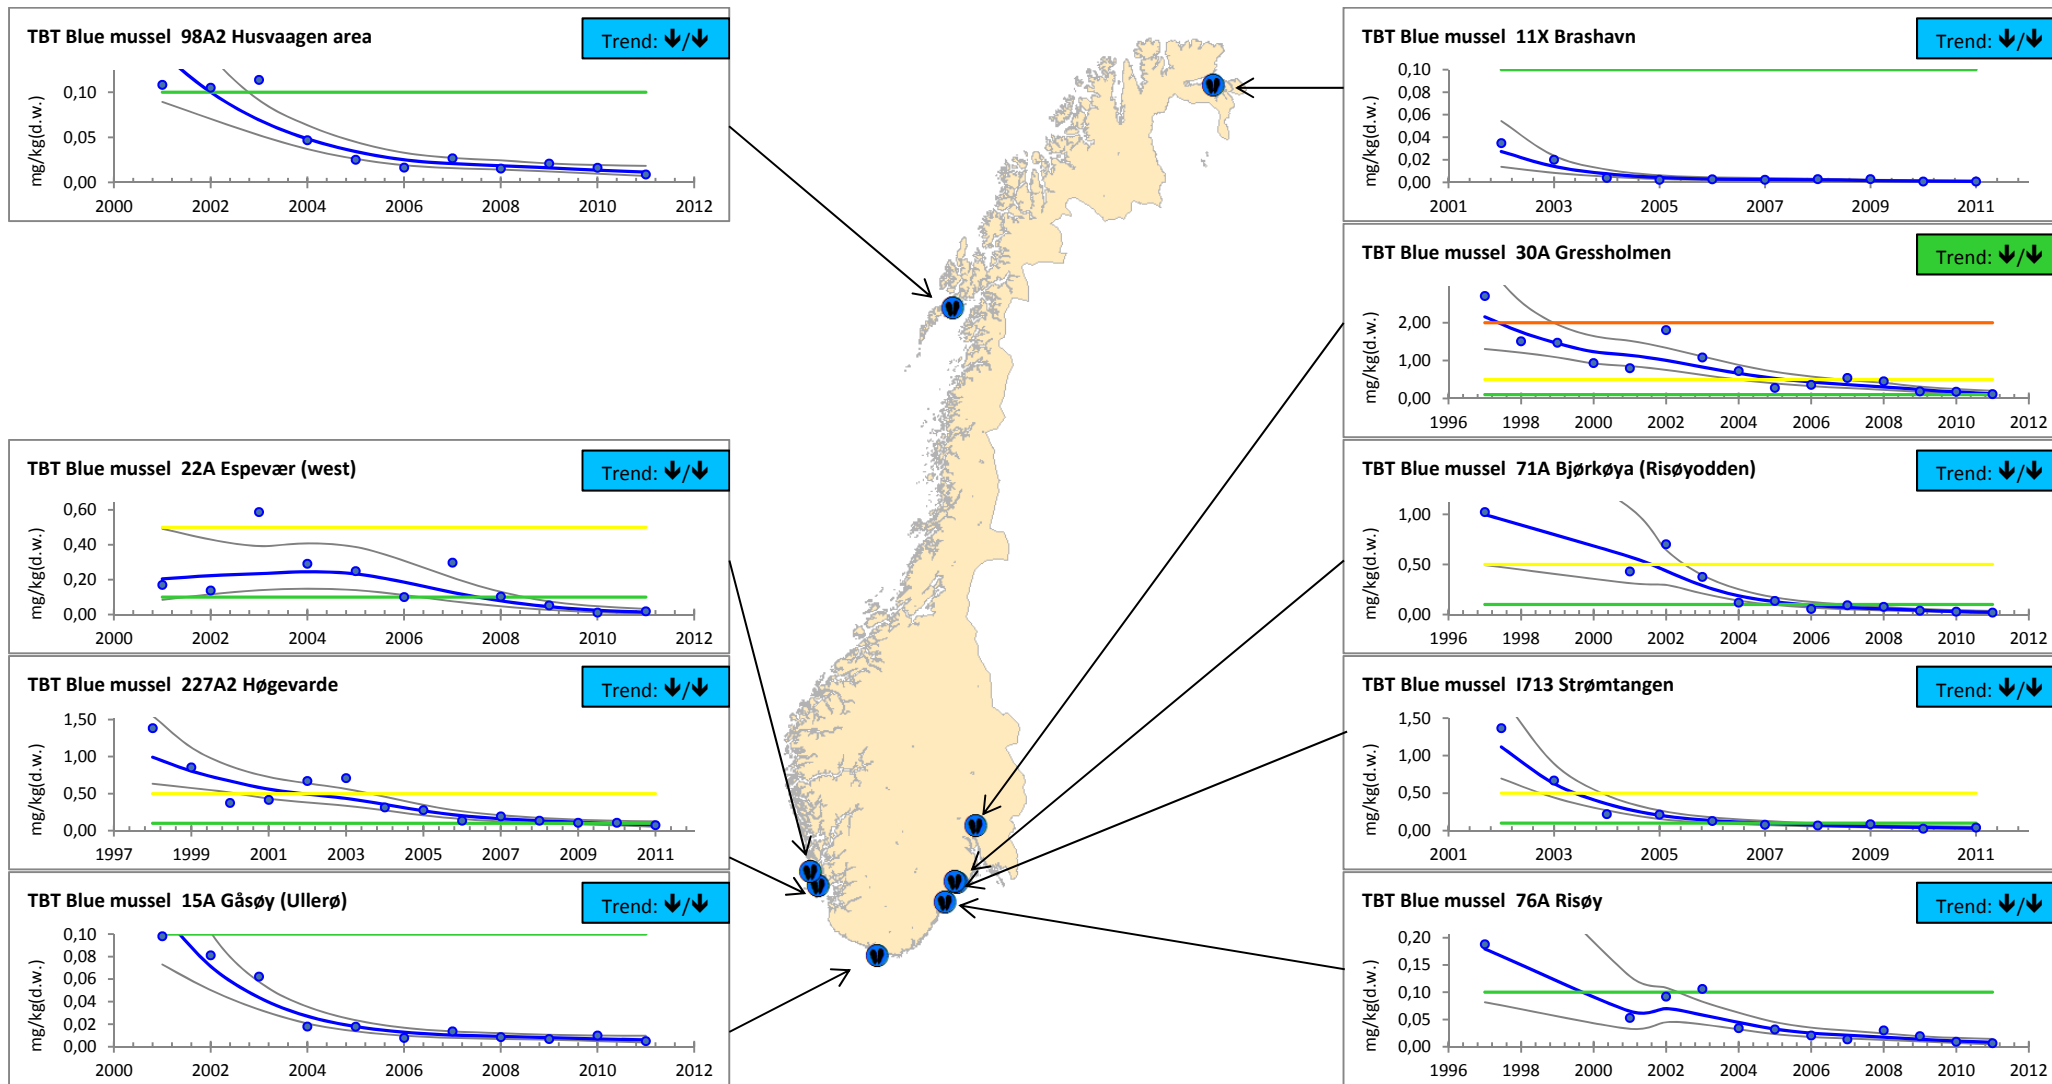 TBT Blue mussel 98A2 Husvaagen area
Trend: 🡻/🡻
mg/kg(d.w.)
0,10
0,05
0,00
2000 2002 2004 2006 2008 2010 2012
TBT Blue mussel 22A Espevær (west)
Trend: 🡻/🡻
mg/kg(d.w.)
0,60
0,40
0,20
0,00
2000 2002 2004 2006 2008 2010 2012
TBT Blue mussel 227A2 Høgevarde
Trend: 🡻/🡻
mg/kg(d.w.)
1,50
1,00
0,50
0,00
1997 1999 2001 2003 2005 2007 2009 2011
TBT Blue mussel 15A Gåsøy (Ullerø)
Trend: 🡻/🡻
mg/kg(d.w.)
0,10
0,08
0,06
0,04
0,02
0,00
2000 2002 2004 2006 2008 2010 2012
TBT Blue mussel 11X Brashavn
Trend: 🡻/🡻
mg/kg(d.w.)
0,10
0,08
0,06
0,04
0,02
0,00
2001 2003 2005 2007 2009 2011
TBT Blue mussel 30A Gressholmen
Trend: 🡻/🡻
mg/kg(d.w.)
2,00
1,00
0,00
1996 1998 2000 2002 2004 2006 2008 2010 2012
TBT Blue mussel 71A Bjørkøya (Risøyodden)
Trend: 🡻/🡻
mg/kg(d.w.)
1,00
0,50
0,00
1996 1998 2000 2002 2004 2006 2008 2010 2012
TBT Blue mussel I713 Strømtangen
Trend: 🡻/🡻
mg/kg(d.w.)
1,50
1,00
0,50
0,00
2001 2003 2005 2007 2009 2011
TBT Blue mussel 76A Risøy
Trend: 🡻/🡻
mg/kg(d.w.)
0,20
0,15
0,10
0,05
0,00
1996 1998 2000 2002 2004 2006 2008 2010 2012